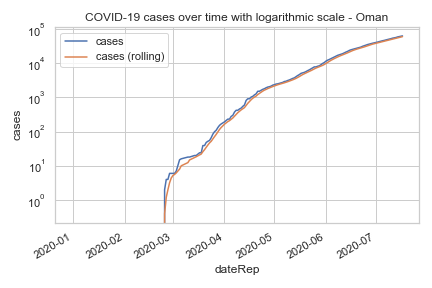 COVID-19 cases over time with logarithmic scale - Oman
cases
cases (rolling)
10⁵
10⁴
10³
10²
10¹
10⁰
cases
2020-01
2020-02
2020-03
2020-04
2020-05
2020-06
2020-07
dateRep